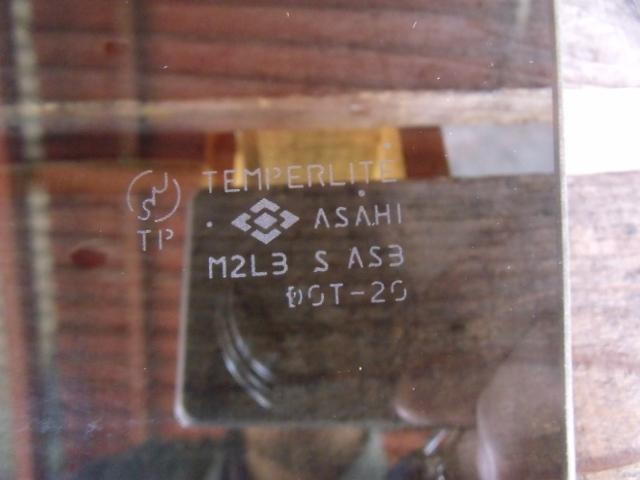 TEMPERLITE
ASAHI
TP
M2L3 S AS3
DOT-20